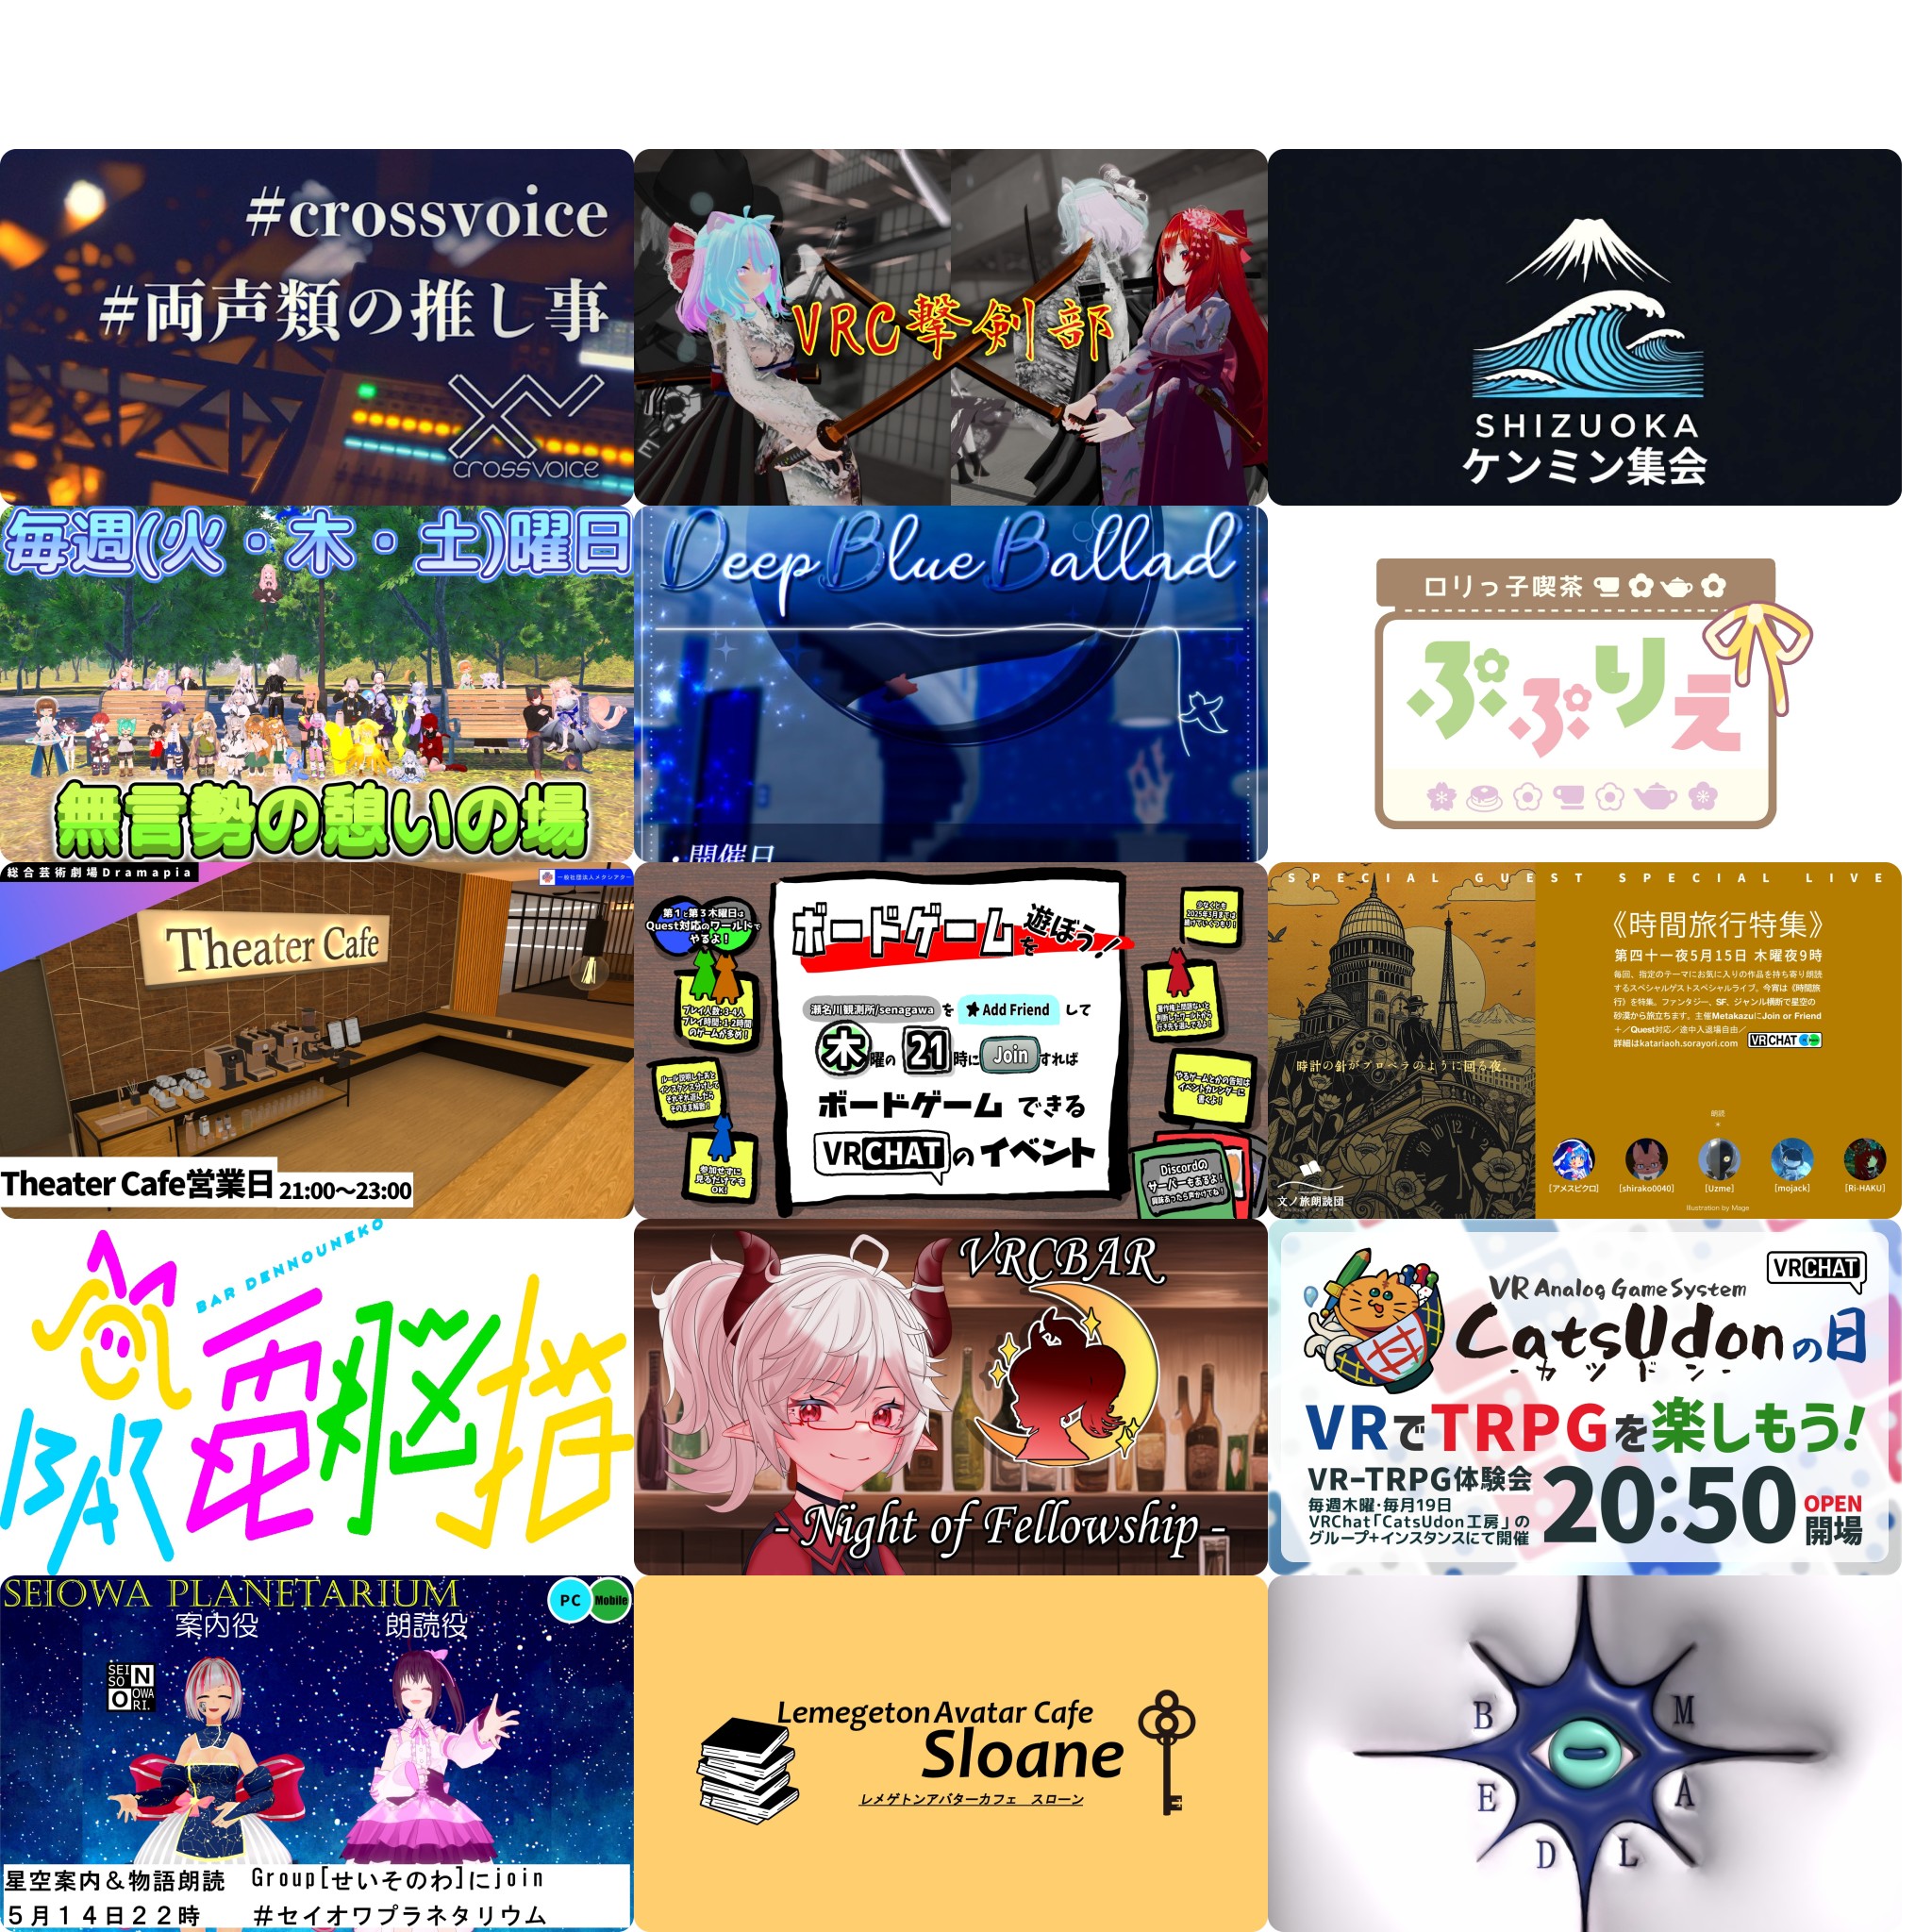 #crossvoice
#両声類の推し事
crossvoice
VRC撃剣部
SHIZUOKA
ケンミン集会
毎週(火・木・土)曜日
無言勢の憩いの場
Deep Blue Ballad
・開催日
ロリっ子喫茶
ぷぷりえ
総合芸術劇場Dramapia
一般社団法人メタシアター
Theater Cafe
Theater Cafe営業日 21:00～23:00
第1と第3木曜日は
Quest対応のワールドで
やるよ!
プレイ人数:3-4人
プレイ時間:1-2時間
のゲームが多め!
ルール説明したあと
インスタンス分けして
それぞれ遊んだら
そのまま解散!
参加せずに
見るだけでも
OK!
ボードゲームを遊ぼう!
瀬名川観測所/senagawa を ★Add Friend して
木曜の 21時に Join すれば
ボードゲーム できる
VRCHATのイベント
少なくとも
2025年3月までは
続けていくつもり!
著作権上問題ないと
判断したワールドから
行き先を選んでるよ!
やるゲームとかの告知は
イベントカレンダーに
書くよ!
Discordの
サーバーもあるよ!
興味あったら声かけてね!
SPECIAL GUEST SPECIAL LIVE
《時間旅行特集》
第四十一夜5月15日 木曜夜9時
毎回、指定のテーマにお気に入りの作品を持ち寄り朗読
するスペシャルゲストスペシャルライブ、今宵は《時間旅
行》を特集。ファンタジー、SF、ジャンル横断で星空の
砂漠から旅立ちます。主催MetakazuにJoin or Friend
＋／Quest対応／途中入退場自由／
詳細はkatariaoh.sorayori.com VRCHAT
時計の針がプロペラのように回る夜。
朗読
[アメスピクロ] [shirako0040] [Uzme] [mojack] [Ri-HAKU]
文ノ旅朗読団
Illustration by Mage
BAR DENNOUNEKO
BAR 電脳猫
VRCBAR
- Night of Fellowship -
VRCHAT
VR Analog Game System
CatsUdonの日
-カツドン-
VRでTRPGを楽しもう!
VR-TRPG体験会
毎週木曜・毎月19日
VRChat「CatsUdon工房」の
グループ+インスタンスにて開催
20:50
OPEN
開場
SEIOWA PLANETARIUM
PC Mobile
案内役 朗読役
SEI
SO
N
O
OWA
RI.
星空案内＆物語朗読 Group[せいそのわ]にjoin
５月１４日２２時 ＃セイオワプラネタリウム
Lemegeton Avatar Cafe
Sloane
レメゲトンアバターカフェ スローン
B M
E A
D L